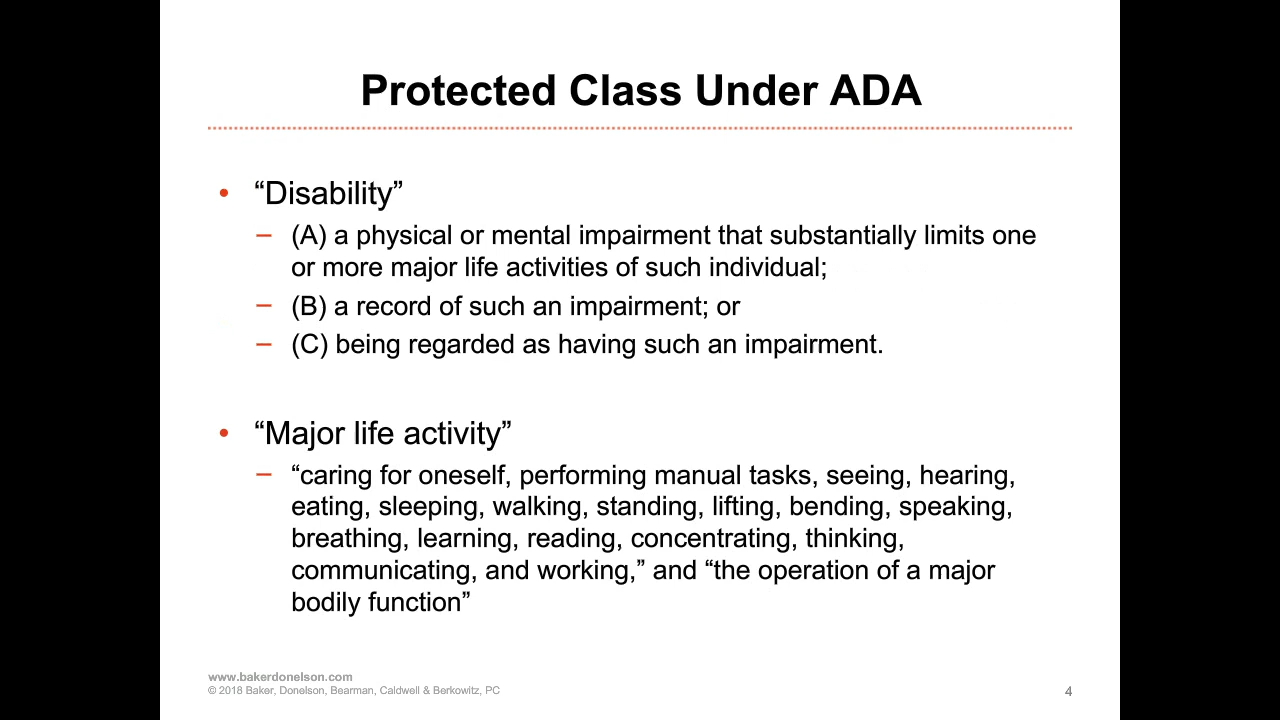 Protected Class Under ADA
• “Disability”
– (A) a physical or mental impairment that substantially limits one
or more major life activities of such individual;
– (B) a record of such an impairment; or
– (C) being regarded as having such an impairment.
• “Major life activity”
– “caring for oneself, performing manual tasks, seeing, hearing,
eating, sleeping, walking, standing, lifting, bending, speaking,
breathing, learning, reading, concentrating, thinking,
communicating, and working,” and “the operation of a major
bodily function”
www.bakerdonelson.com
© 2018 Baker, Donelson, Bearman, Caldwell & Berkowitz, PC
4